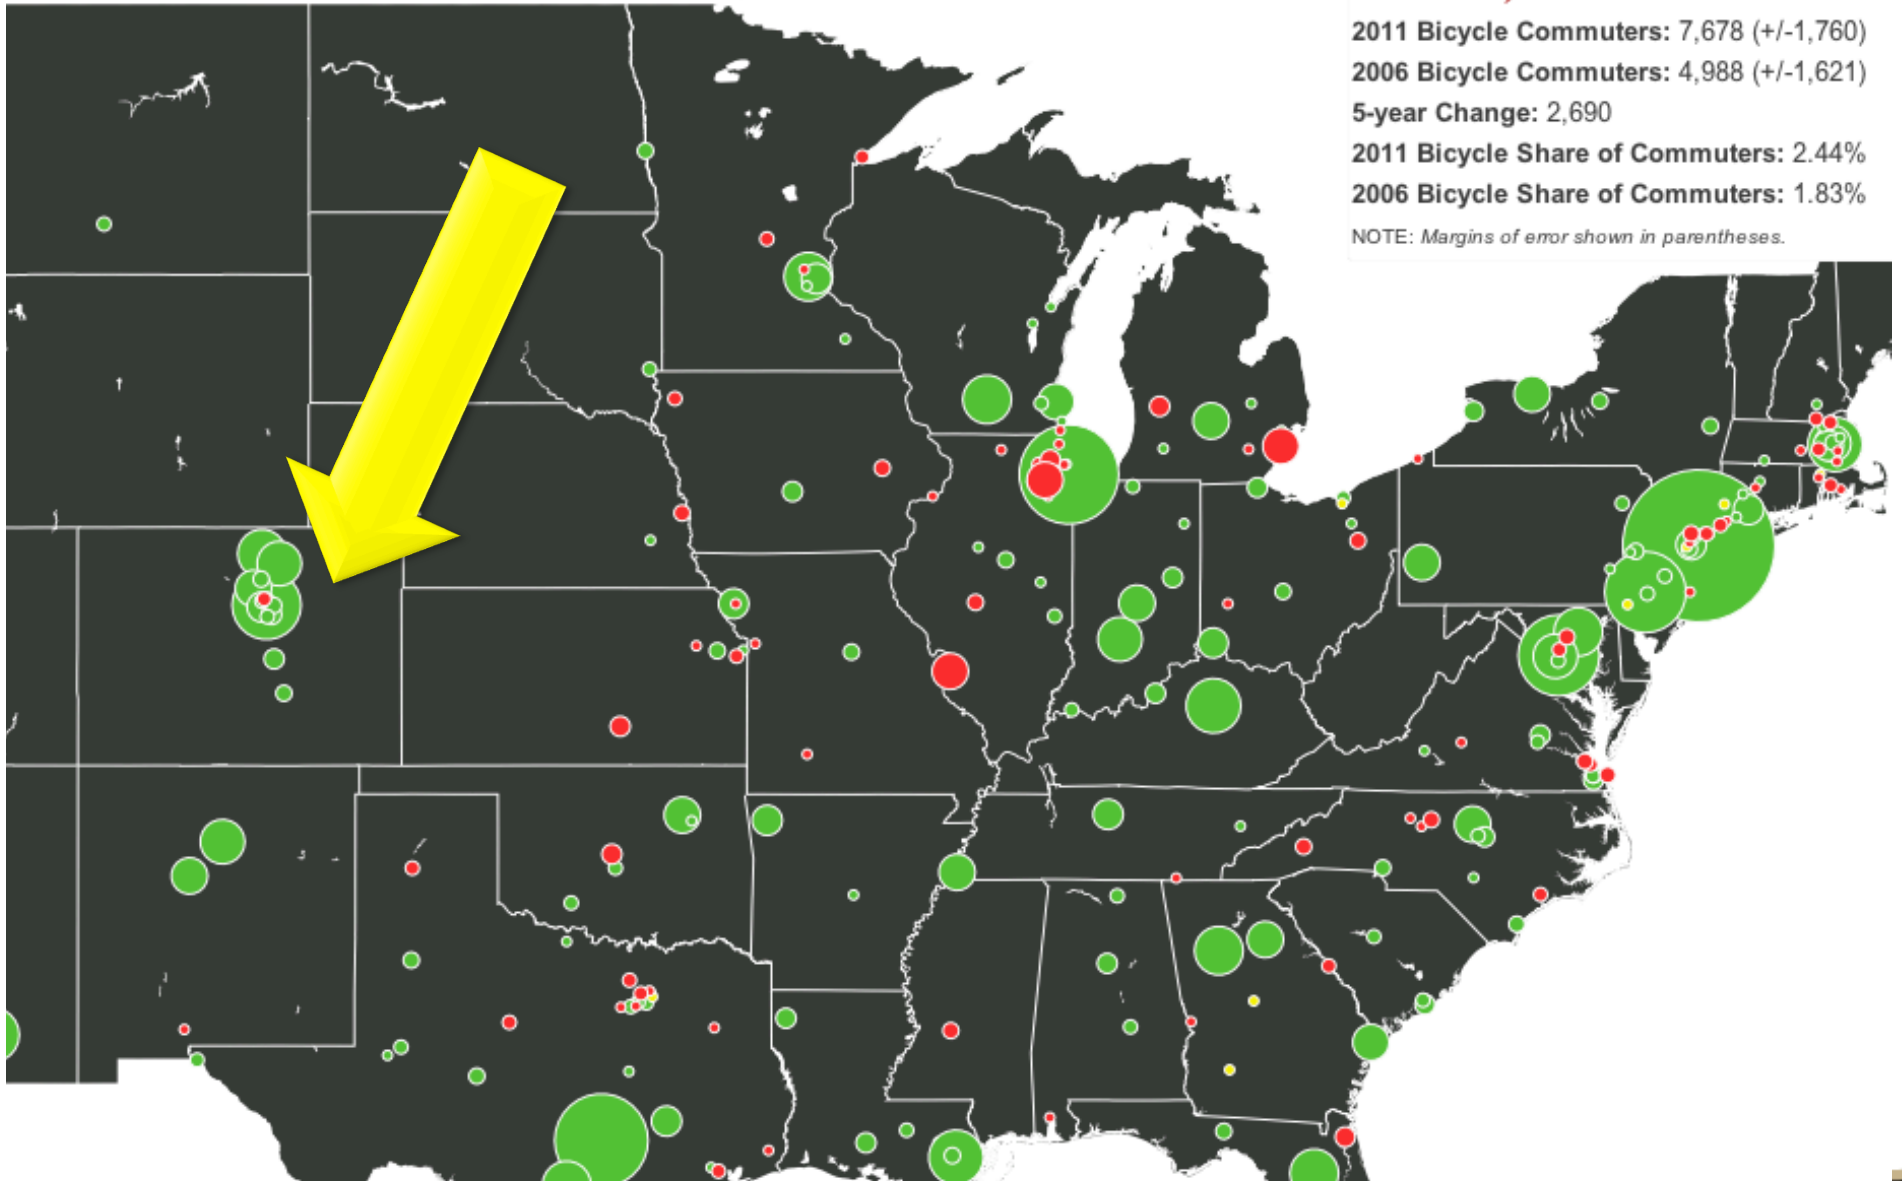 2011 Bicycle Commuters: 7,678 (+/-1,760)
2006 Bicycle Commuters: 4,988 (+/-1,621)
5-year Change: 2,690
2011 Bicycle Share of Commuters: 2.44%
2006 Bicycle Share of Commuters: 1.83%
NOTE: Margins of error shown in parentheses.